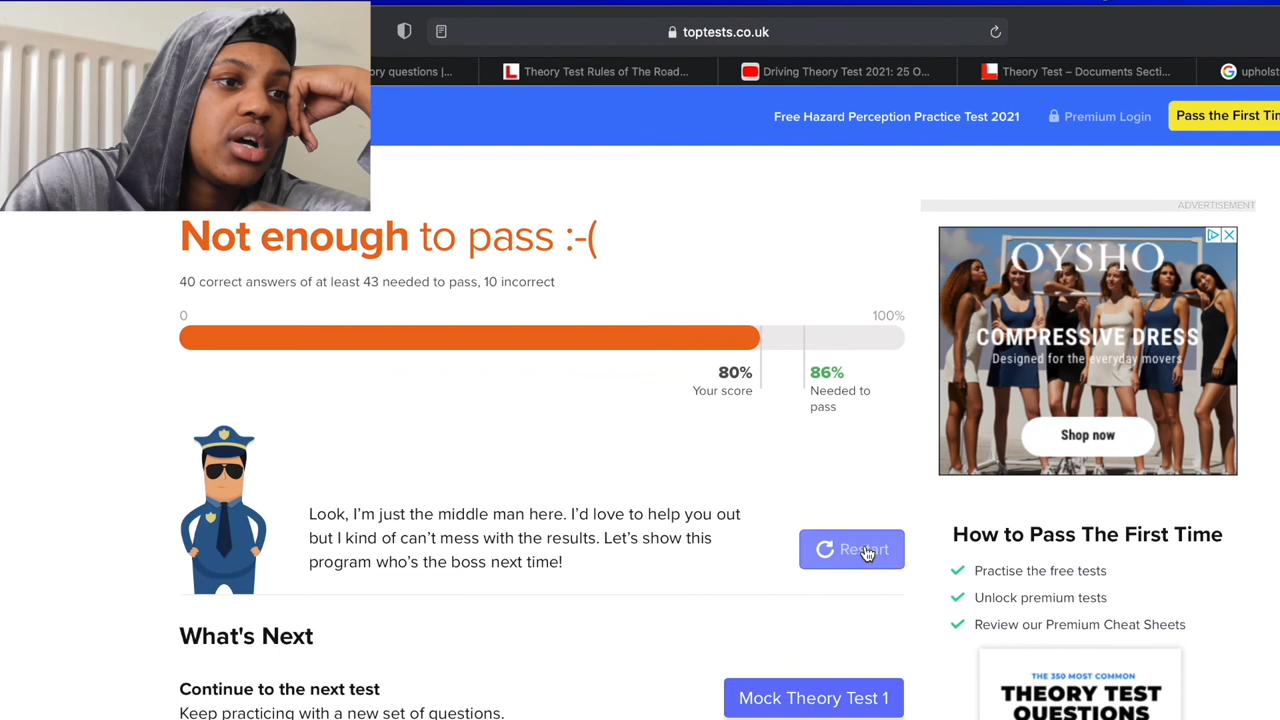 toptests.co.uk
ory questions |...
Theory Test Rules of The Road...
Driving Theory Test 2021: 25 O...
Theory Test – Documents Secti...
upholst
Free Hazard Perception Practice Test 2021
Premium Login
Pass the First Tim
Not enough to pass :-(
40 correct answers of at least 43 needed to pass, 10 incorrect
0
100%
80%
Your score
86%
Needed to
pass
Look, I'm just the middle man here. I'd love to help you out
but I kind of can't mess with the results. Let's show this
program who's the boss next time!
Restart
What's Next
Continue to the next test
Keep practicing with a new set of questions.
Mock Theory Test 1
ADVERTISEMENT
OYSHO
COMPRESSIVE DRESS
Designed for the everyday movers
Shop now
How to Pass The First Time
Practise the free tests
Unlock premium tests
Review our Premium Cheat Sheets
THE 350 MOST COMMON
THEORY TEST
QUESTIONS